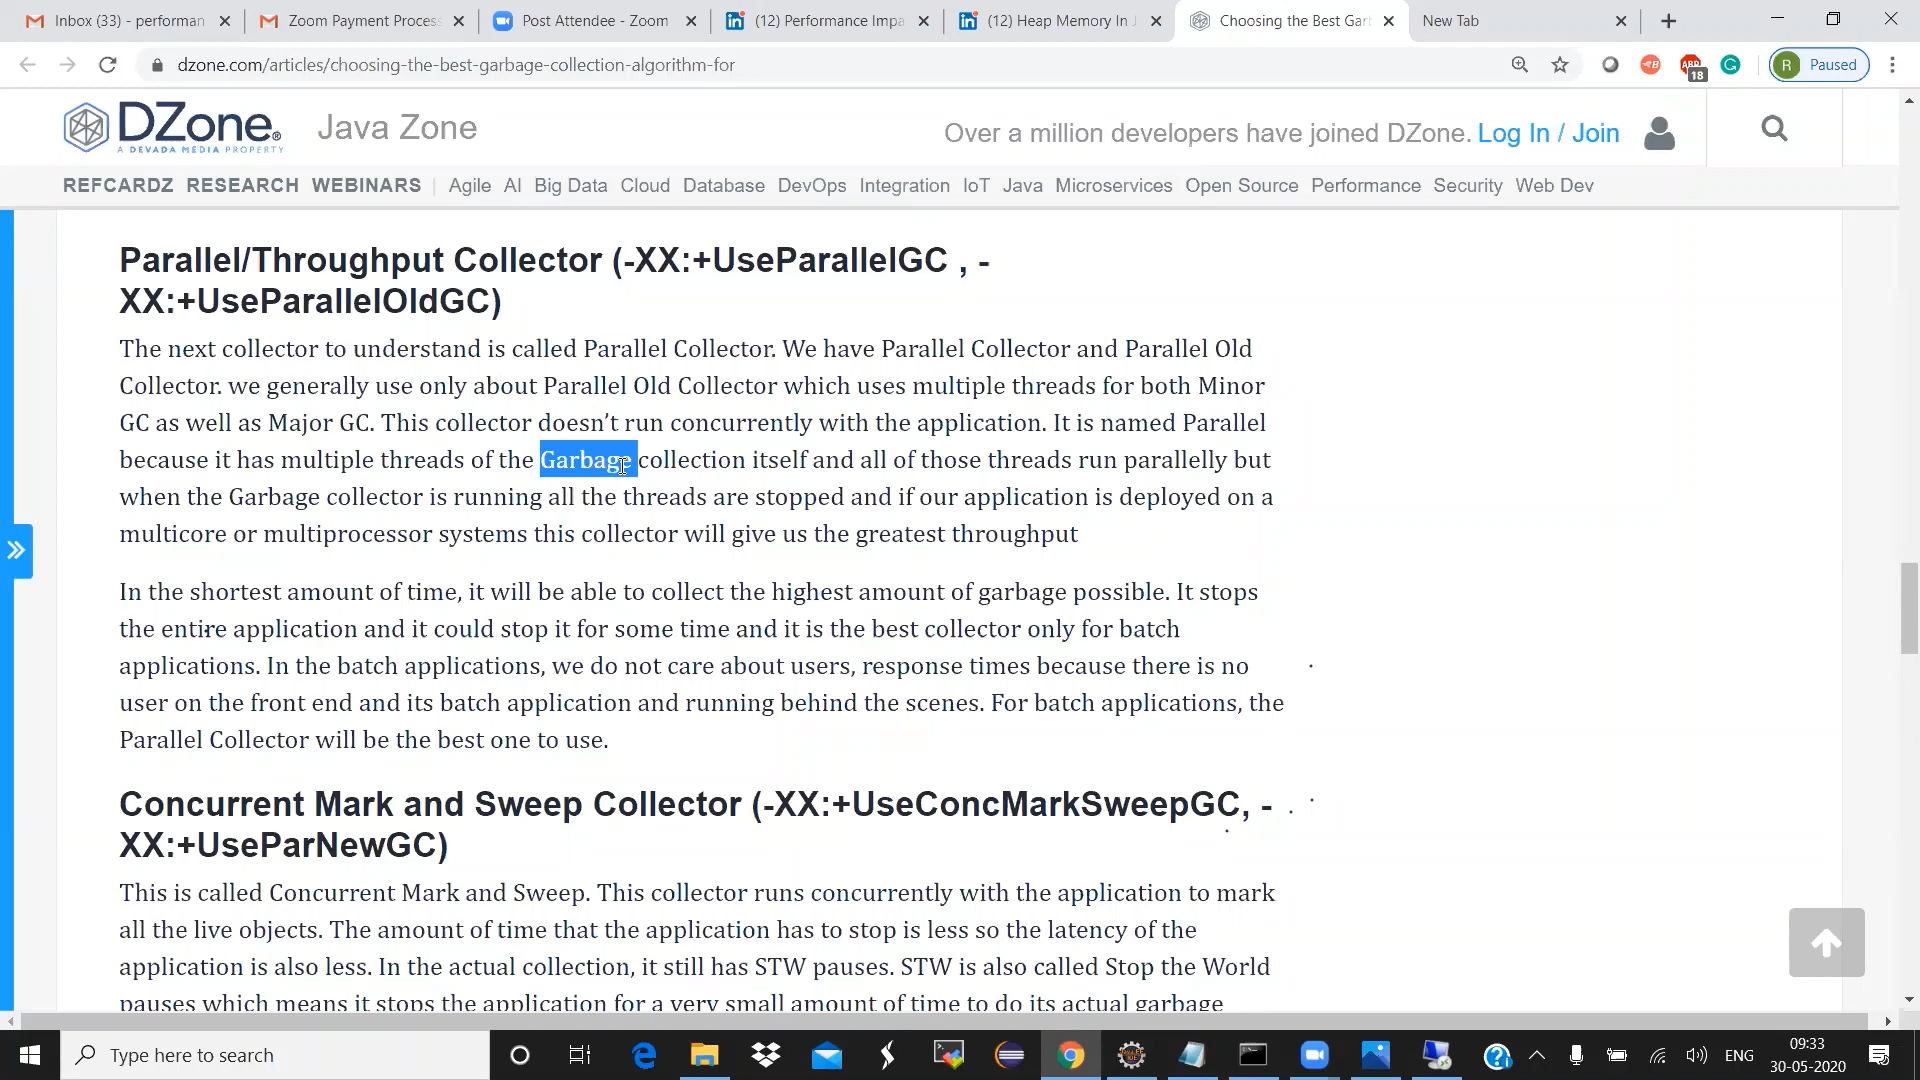 Inbox (33) - performan
Zoom Payment Process
Post Attendee - Zoom
(12) Performance Impa
(12) Heap Memory In J
Choosing the Best Gar
New Tab
dzone.com/articles/choosing-the-best-garbage-collection-algorithm-for
18
R Paused
DZone.
A DEVADA MEDIA PROPERTY
Java Zone
Over a million developers have joined DZone. Log In / Join
REFCARDZ RESEARCH WEBINARS Agile AI Big Data Cloud Database DevOps Integration IoT Java Microservices Open Source Performance Security Web Dev
Parallel/Throughput Collector (-XX:+UseParallelGC , -
XX:+UseParallelOldGC)
The next collector to understand is called Parallel Collector. We have Parallel Collector and Parallel Old
Collector. we generally use only about Parallel Old Collector which uses multiple threads for both Minor
GC as well as Major GC. This collector doesn’t run concurrently with the application. It is named Parallel
because it has multiple threads of the Garbage collection itself and all of those threads run parallelly but
when the Garbage collector is running all the threads are stopped and if our application is deployed on a
multicore or multiprocessor systems this collector will give us the greatest throughput
In the shortest amount of time, it will be able to collect the highest amount of garbage possible. It stops
the entire application and it could stop it for some time and it is the best collector only for batch
applications. In the batch applications, we do not care about users, response times because there is no
user on the front end and its batch application and running behind the scenes. For batch applications, the
Parallel Collector will be the best one to use.
Concurrent Mark and Sweep Collector (-XX:+UseConcMarkSweepGC, -
XX:+UseParNewGC)
This is called Concurrent Mark and Sweep. This collector runs concurrently with the application to mark
all the live objects. The amount of time that the application has to stop is less so the latency of the
application is also less. In the actual collection, it still has STW pauses. STW is also called Stop the World
pauses which means it stops the application for a very small amount of time to do its actual garbage
Type here to search
ENG
09:33
30-05-2020